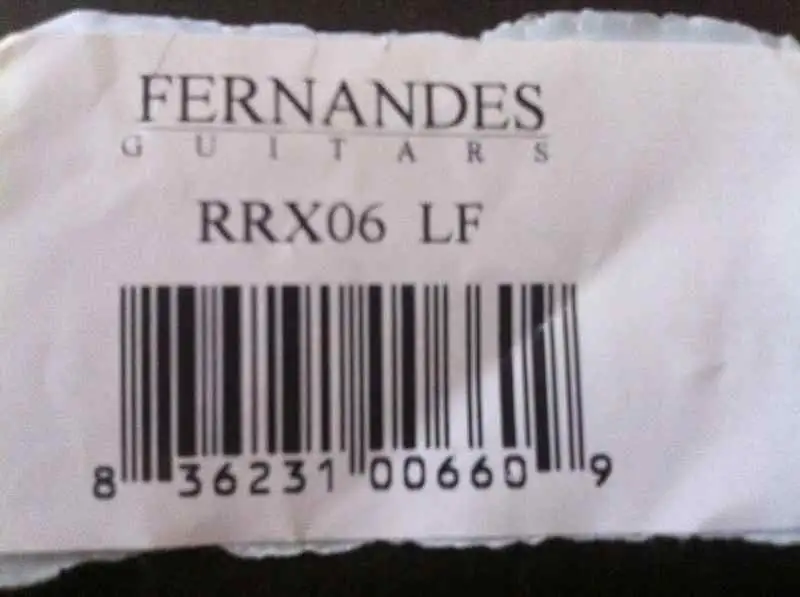 FERNANDES
GUITARS
RRX06 LF
8 36231 00660 9